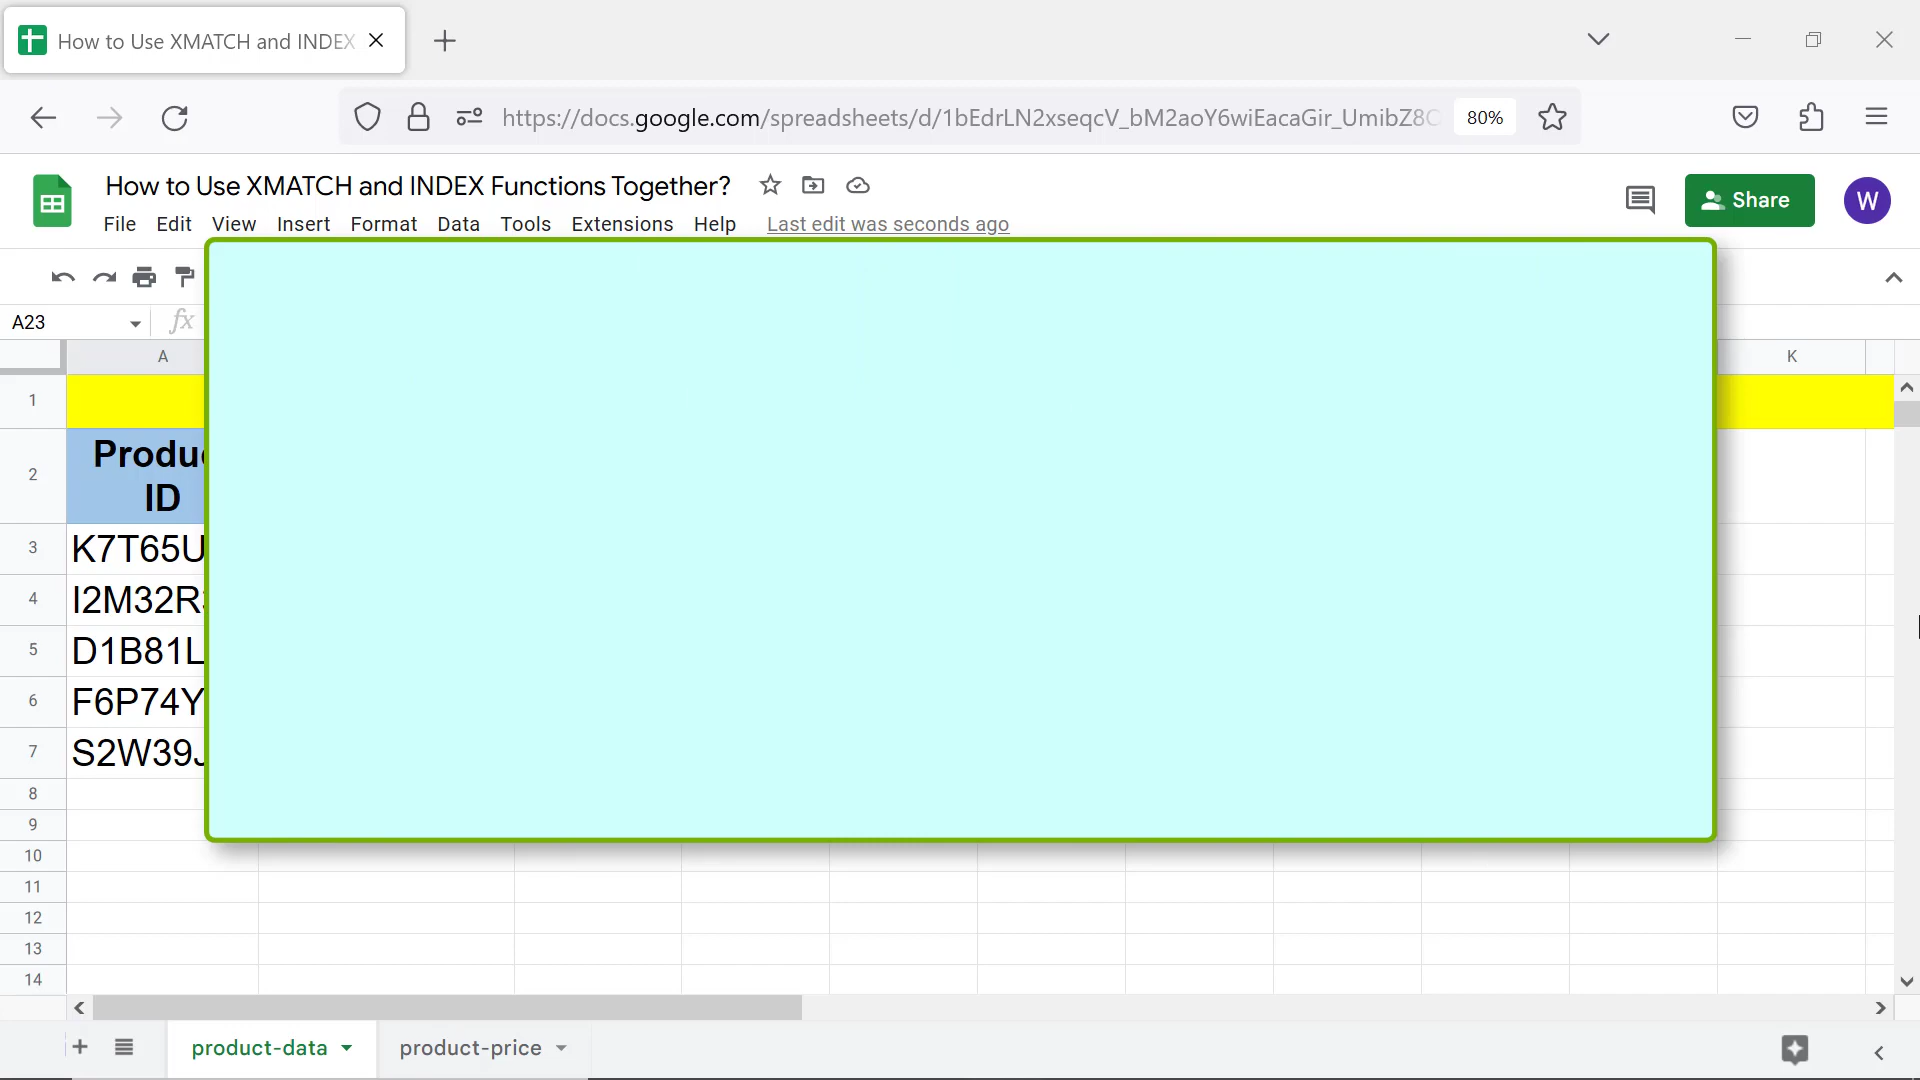 How to Use XMATCH and INDEX
https://docs.google.com/spreadsheets/d/1bEdrLN2xseqcV_bM2aoY6wiEacaGir_UmibZ8C
80%
How to Use XMATCH and INDEX Functions Together?
File Edit View Insert Format Data Tools Extensions Help Last edit was seconds ago
Share
W
A23
fx
A K
1
2 Produc
ID
3 K7T65U
4 I2M32R
5 D1B81L
6 F6P74Y
7 S2W39J
8
9
10
11
12
13
14
product-data product-price